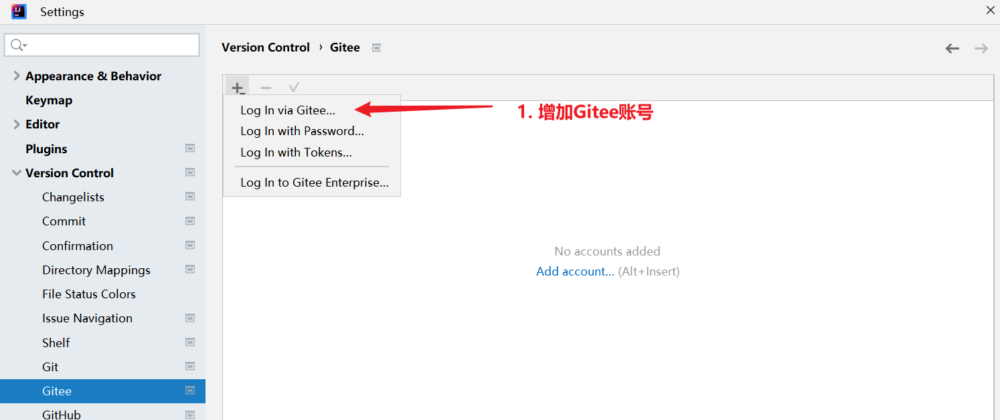 Settings
Version Control › Gitee
Appearance & Behavior
Keymap
Editor
Plugins
Version Control
Changelists
Commit
Confirmation
Directory Mappings
File Status Colors
Issue Navigation
Shelf
Git
Gitee
GitHub
Log In via Gitee...
Log In with Password...
Log In with Tokens...
Log In to Gitee Enterprise...
1. 增加Gitee账号
No accounts added
Add account... (Alt+Insert)